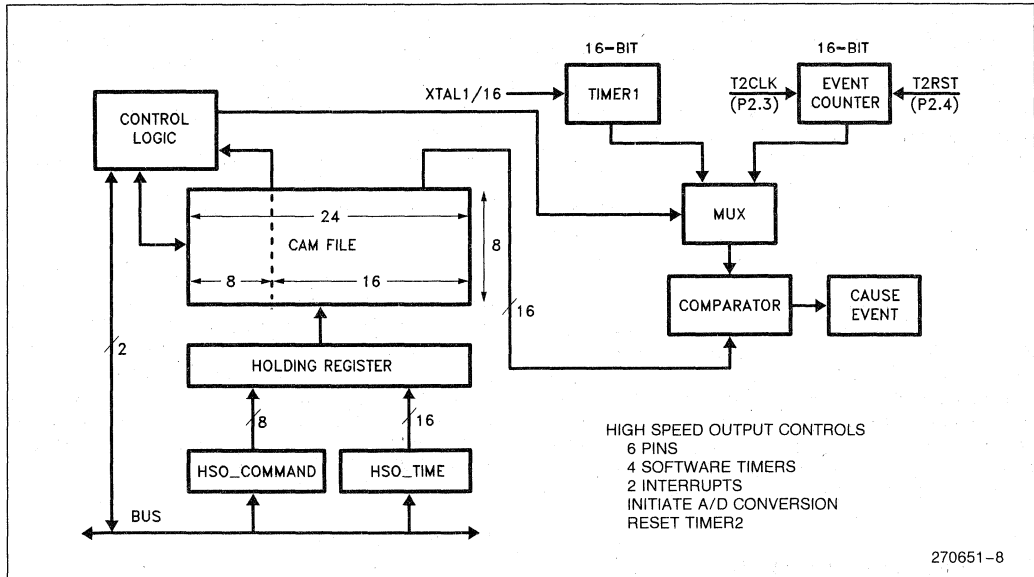 16-BIT
16-BIT
XTAL1/16
TIMER1
T2CLK
(P2.3)
EVENT
COUNTER
T2RST
(P2.4)
CONTROL
LOGIC
MUX
24
CAM FILE
8
8
16
COMPARATOR
CAUSE
EVENT
16
2
HOLDING REGISTER
8
16
HSO_COMMAND
HSO_TIME
BUS
HIGH SPEED OUTPUT CONTROLS
6 PINS
4 SOFTWARE TIMERS
2 INTERRUPTS
INITIATE A/D CONVERSION
RESET TIMER2
270651-8